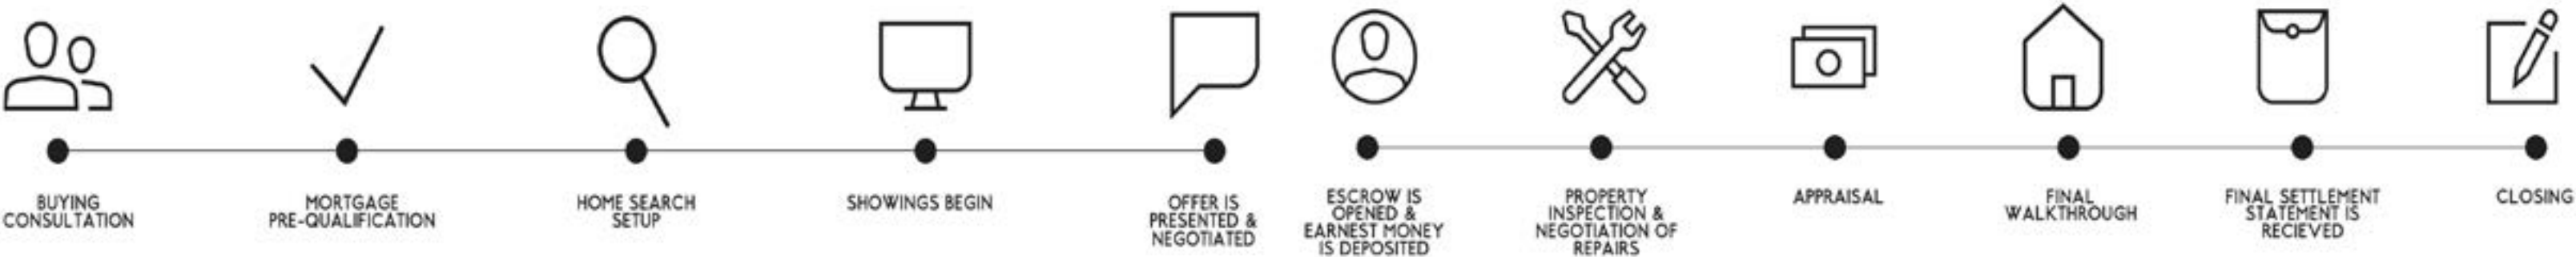 BUYING
CONSULTATION
MORTGAGE
PRE-QUALIFICATION
HOME SEARCH
SETUP
SHOWINGS BEGIN
OFFER IS
PRESENTED &
NEGOTIATED
ESCROW IS
OPENED &
EARNEST MONEY
IS DEPOSITED
PROPERTY
INSPECTION &
NEGOTIATION OF
REPAIRS
APPRAISAL
FINAL
WALKTHROUGH
FINAL SETTLEMENT
STATEMENT IS
RECIEVED
CLOSING